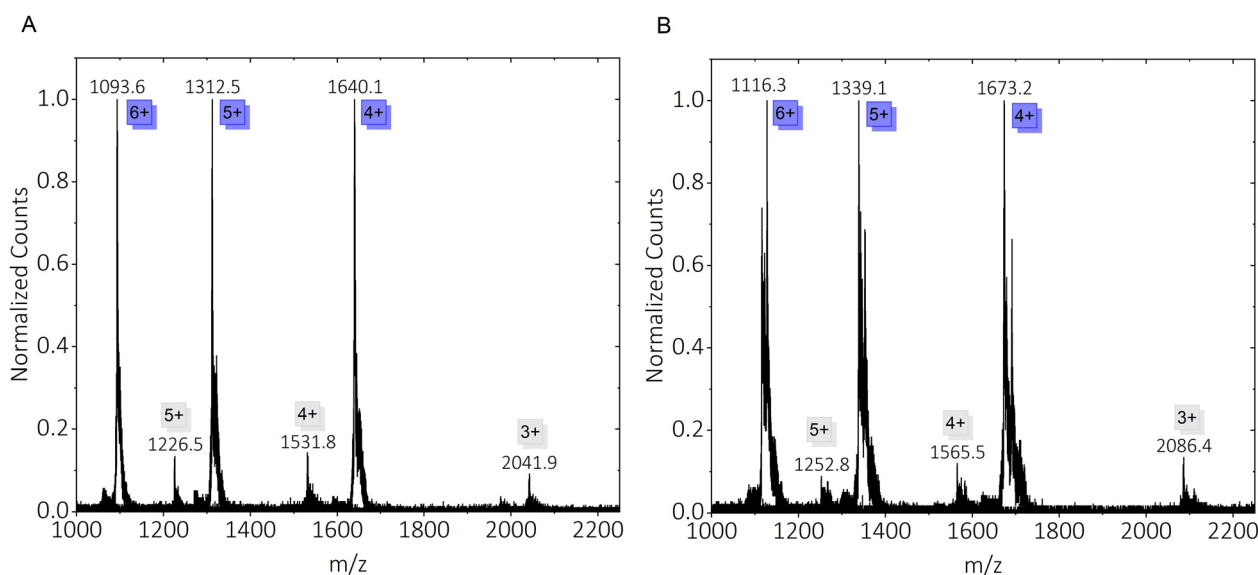 A
1093.6 1312.5 1640.1
6+ 5+ 4+
5+ 4+ 3+
1226.5 1531.8 2041.9
1.0
0.8
0.6
0.4
0.2
0.0
Normalized Counts
1000 1200 1400 1600 1800 2000 2200
m/z
B
1116.3 1339.1 1673.2
6+ 5+ 4+
5+ 4+ 3+
1252.8 1565.5 2086.4
1.0
0.8
0.6
0.4
0.2
0.0
Normalized Counts
1000 1200 1400 1600 1800 2000 2200
m/z